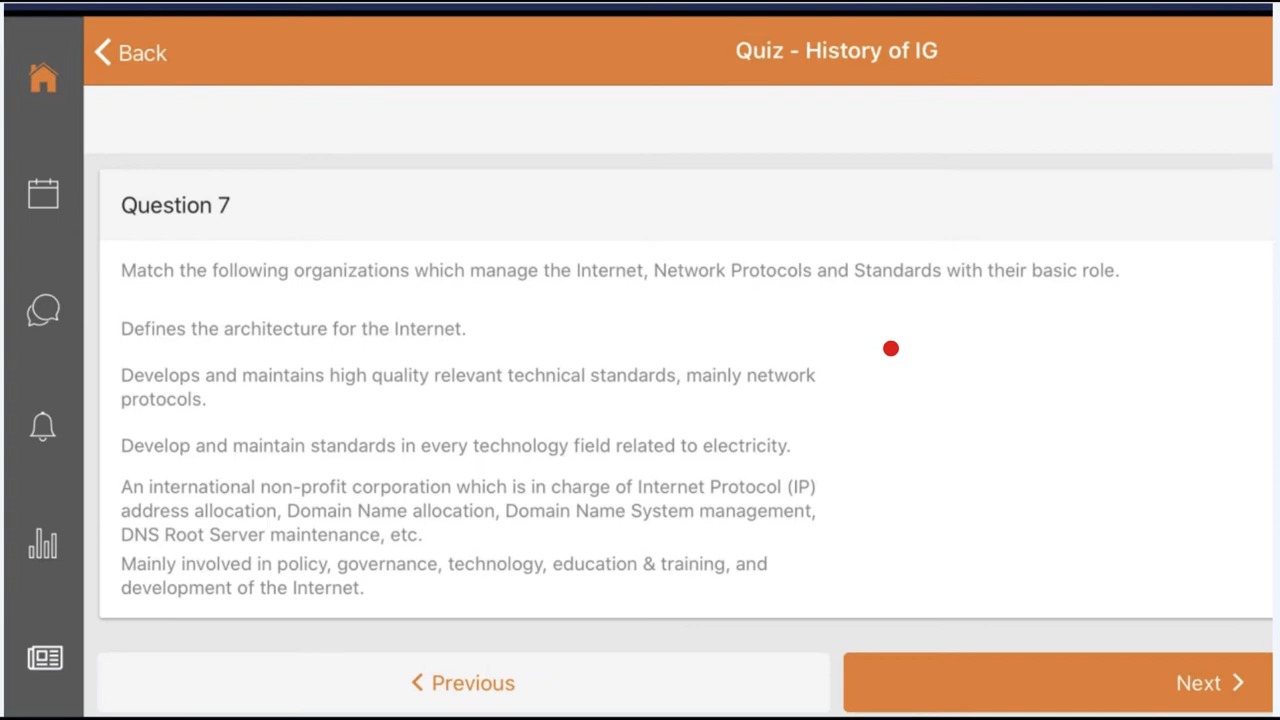 Back
Quiz - History of IG
Question 7
Match the following organizations which manage the Internet, Network Protocols and Standards with their basic role.
Defines the architecture for the Internet.
Develops and maintains high quality relevant technical standards, mainly network
protocols.
Develop and maintain standards in every technology field related to electricity.
An international non-profit corporation which is in charge of Internet Protocol (IP)
address allocation, Domain Name allocation, Domain Name System management,
DNS Root Server maintenance, etc.
Mainly involved in policy, governance, technology, education & training, and
development of the Internet.
Previous
Next